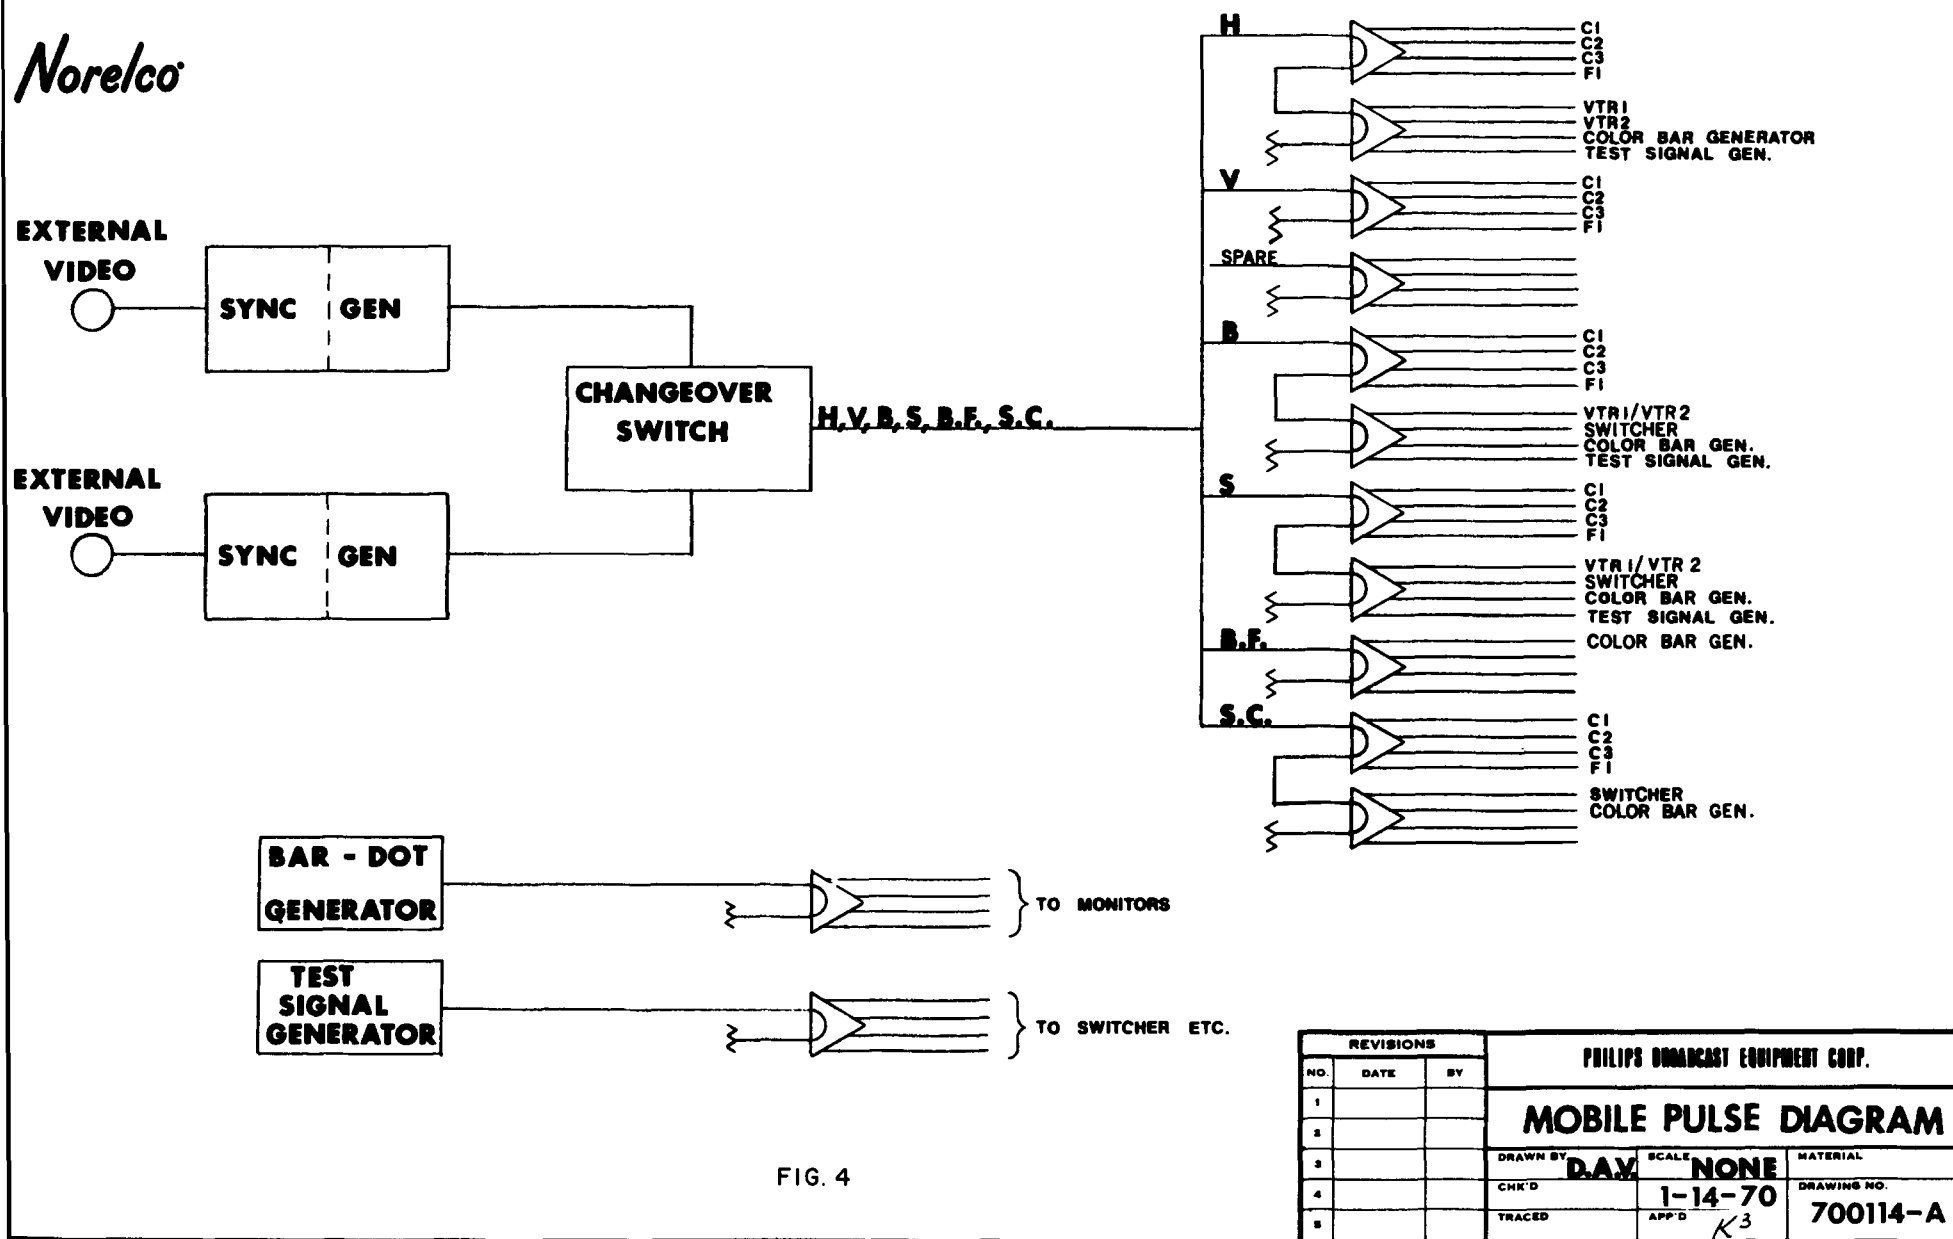 Norelco
H
C1
C2
C3
F1
VTR1
VTR2
COLOR BAR GENERATOR
TEST SIGNAL GEN.
V
C1
C2
C3
F1
SPARE
B
C1
C2
C3
F1
VTR1/VTR2
SWITCHER
COLOR BAR GEN.
TEST SIGNAL GEN.
S
C1
C2
C3
F1
VTR1/VTR2
SWITCHER
COLOR BAR GEN.
TEST SIGNAL GEN.
B.F.
COLOR BAR GEN.
S.C.
C1
C2
C3
F1
SWITCHER
COLOR BAR GEN.
EXTERNAL
VIDEO
SYNC GEN
CHANGEOVER
SWITCH
H, V, B, S, B.F., S.C.
EXTERNAL
VIDEO
SYNC GEN
BAR - DOT
GENERATOR
TO MONITORS
TEST
SIGNAL
GENERATOR
TO SWITCHER ETC.
FIG. 4
REVISIONS
NO. DATE BY
1
2
3
4
5
PHILIPS BROADCAST EQUIPMENT CORP.
MOBILE PULSE DIAGRAM
DRAWN BY D.A.V.
SCALE NONE
MATERIAL
CHK'D
1-14-70
DRAWING NO.
700114-A
TRACED
APP'D K3